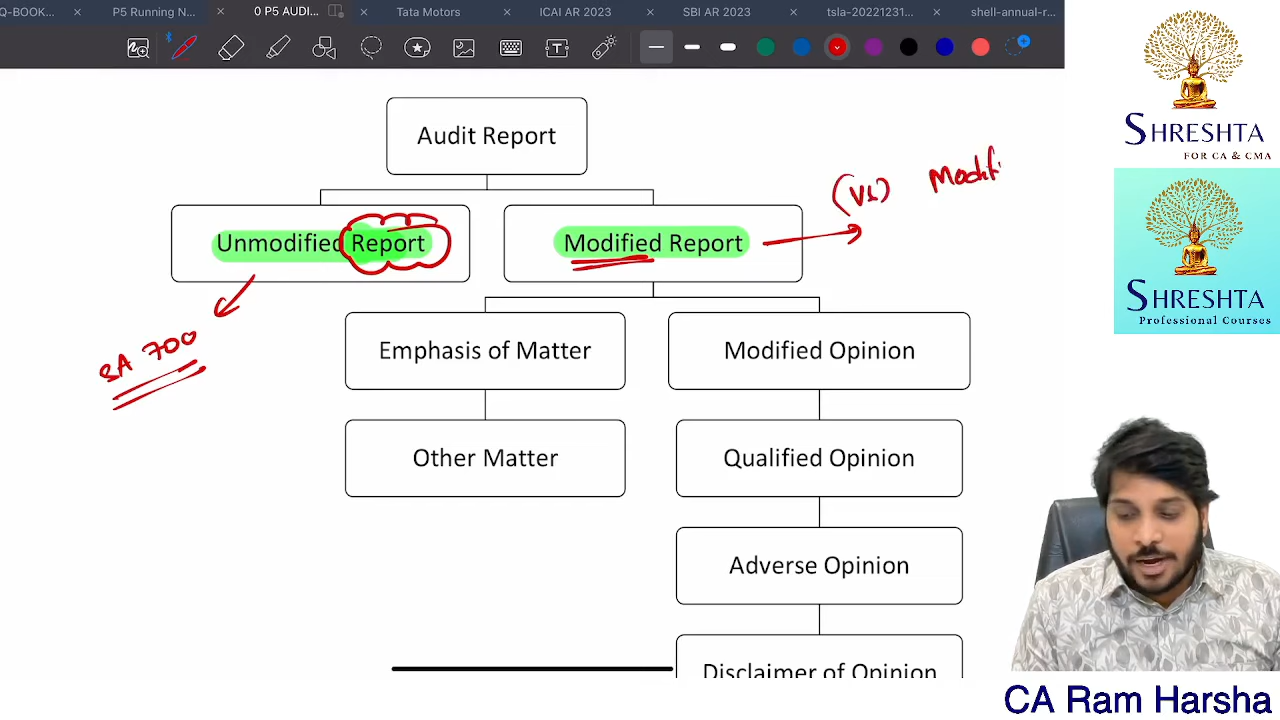 Q-BOOK...
P5 Running N...
0 P5 AUDI...
Tata Motors
ICAI AR 2023
SBI AR 2023
tsla-20221231...
shell-annual-r...
SHRESHTA
FOR CA & CMA
SHRESHTA
Professional Courses
Audit Report
(Vs) Modifi
Unmodified Report
Modified Report
SA 700
Emphasis of Matter
Modified Opinion
Other Matter
Qualified Opinion
Adverse Opinion
Disclaimer of Opinion
CA Ram Harsha